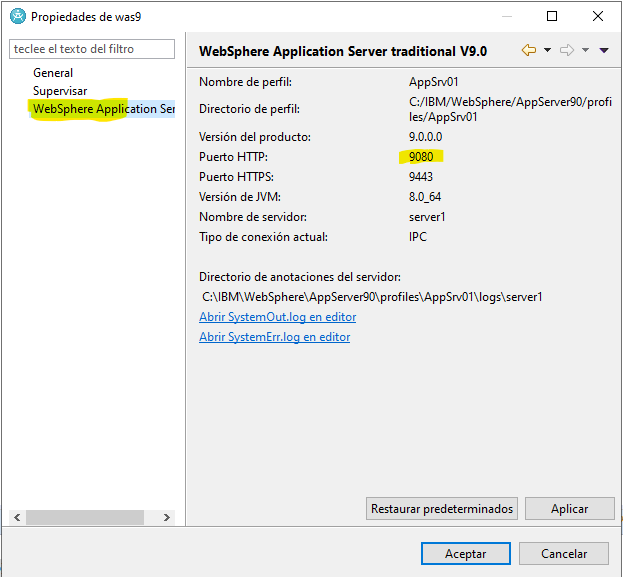 Propiedades de was9
teclee el texto del filtro
General
Supervisar
WebSphere Application Ser
WebSphere Application Server traditional V9.0
Nombre de perfil: AppSrv01
Directorio de perfil: C:/IBM/WebSphere/AppServer90/profi
les/AppSrv01
Versión del producto: 9.0.0.0
Puerto HTTP: 9080
Puerto HTTPS: 9443
Versión de JVM: 8.0_64
Nombre de servidor: server1
Tipo de conexión actual: IPC
Directorio de anotaciones del servidor:
C:\IBM\WebSphere\AppServer90\profiles\AppSrv01\logs\server1
Abrir SystemOut.log en editor
Abrir SystemErr.log en editor
Restaurar predeterminados Aplicar
Aceptar Cancelar